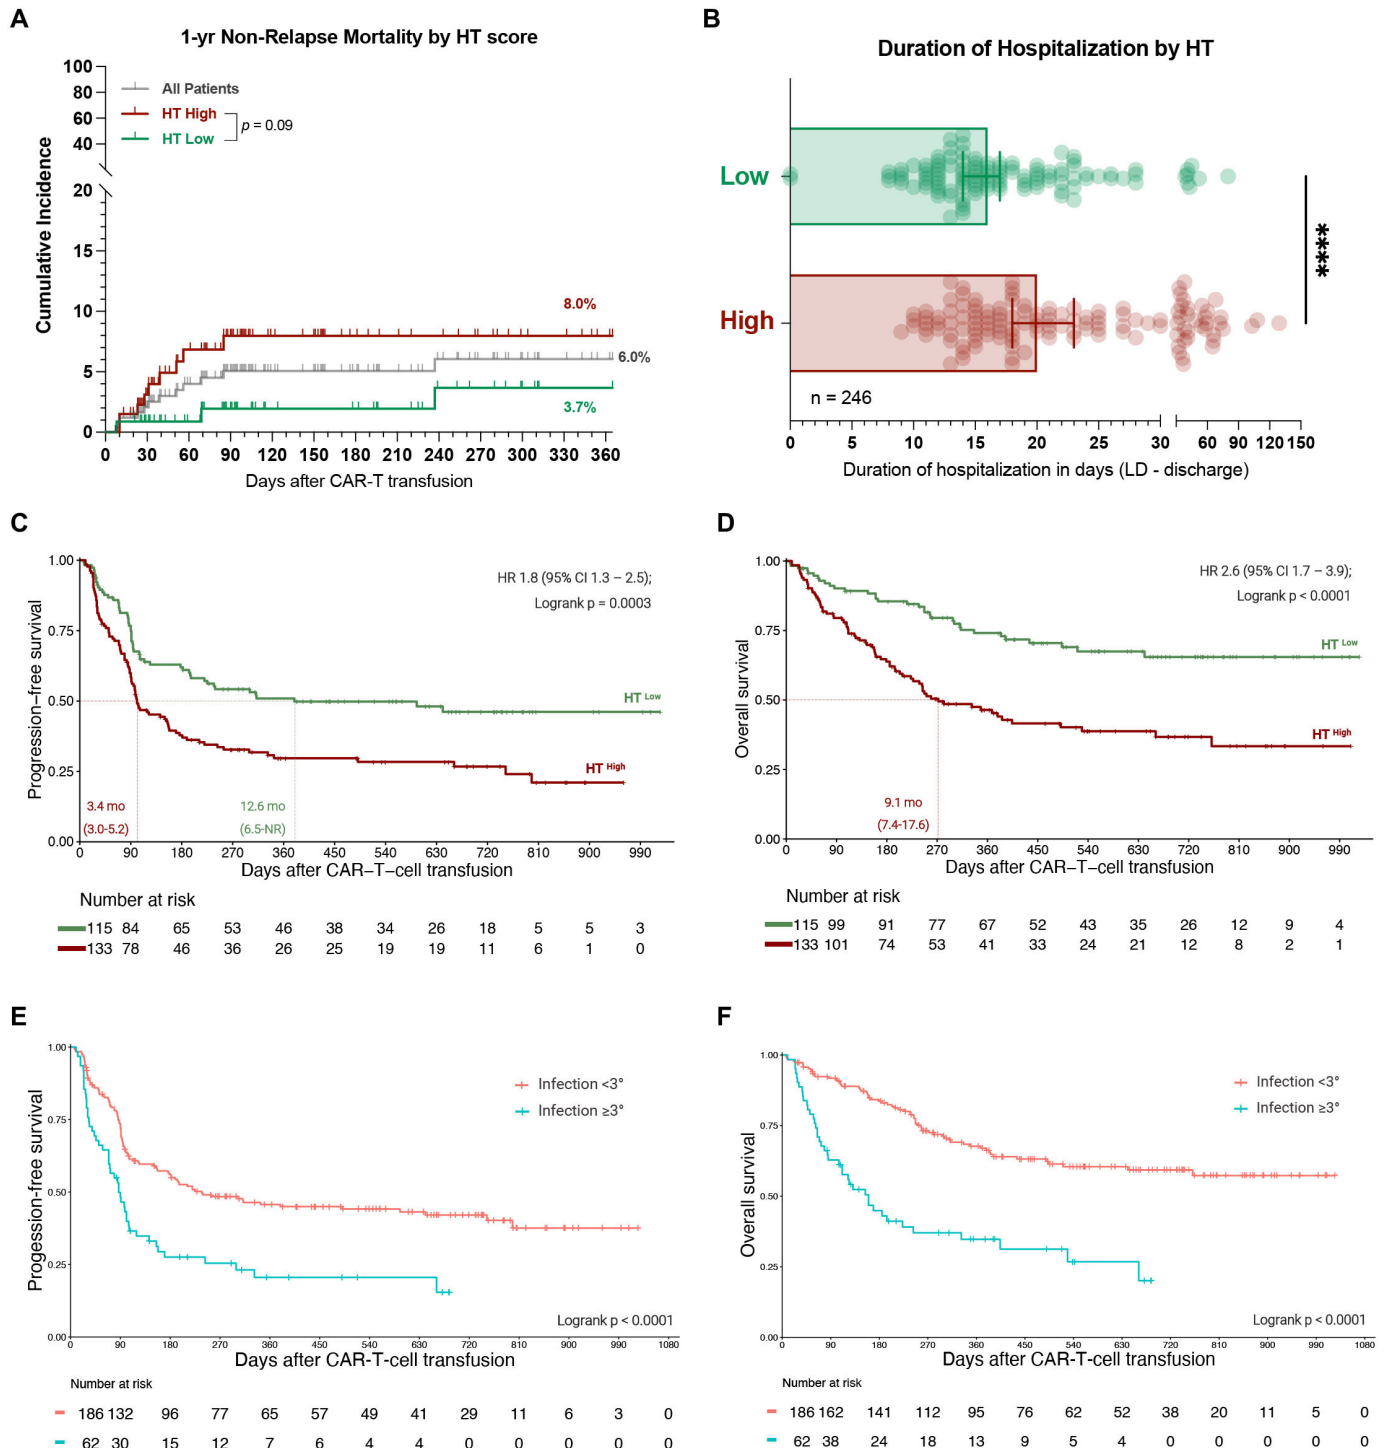 A
1-yr Non-Relapse Mortality by HT score
100
80
60
40
20
15
10
5
0
Cumulative Incidence
All Patients
HT High
HT Low
p = 0.09
8.0%
6.0%
3.7%
0 30 60 90 120 150 180 210 240 270 300 330 360
Days after CAR-T transfusion
B
Duration of Hospitalization by HT
Low
High
****
n = 246
0 5 10 15 20 25 30 60 90 120 150
Duration of hospitalization in days (LD - discharge)
C
1.00
0.75
0.50
0.25
0.00
Progression–free survival
HR 1.8 (95% CI 1.3 – 2.5);
Logrank p = 0.0003
HT Low
HT High
3.4 mo
(3.0-5.2)
12.6 mo
(6.5-NR)
0 90 180 270 360 450 540 630 720 810 900 990
Days after CAR–T–cell transfusion
Number at risk
115 84 65 53 46 38 34 26 18 5 5 3
133 78 46 36 26 25 19 19 11 6 1 0
D
1.00
0.75
0.50
0.25
0.00
Overall survival
HR 2.6 (95% CI 1.7 – 3.9);
Logrank p < 0.0001
HT Low
HT High
9.1 mo
(7.4-17.6)
0 90 180 270 360 450 540 630 720 810 900 990
Days after CAR–T–cell transfusion
Number at risk
115 99 91 77 67 52 43 35 26 12 9 4
133 101 74 53 41 33 24 21 12 8 2 1
E
1.00
0.75
0.50
0.25
0.00
Progession-free survival
Infection <3°
Infection ≥3°
Logrank p < 0.0001
0 90 180 270 360 450 540 630 720 810 900 990 1080
Days after CAR-T-cell transfusion
Number at risk
186 132 96 77 65 57 49 41 29 11 6 3 0
62 30 15 12 7 6 4 4 0 0 0 0 0
F
1.00
0.75
0.50
0.25
0.00
Overall survival
Infection <3°
Infection ≥3°
Logrank p < 0.0001
0 90 180 270 360 450 540 630 720 810 900 990 1080
Days after CAR-T-cell transfusion
Number at risk
186 162 141 112 95 76 62 52 38 20 11 5 0
62 38 24 18 13 9 5 4 0 0 0 0 0